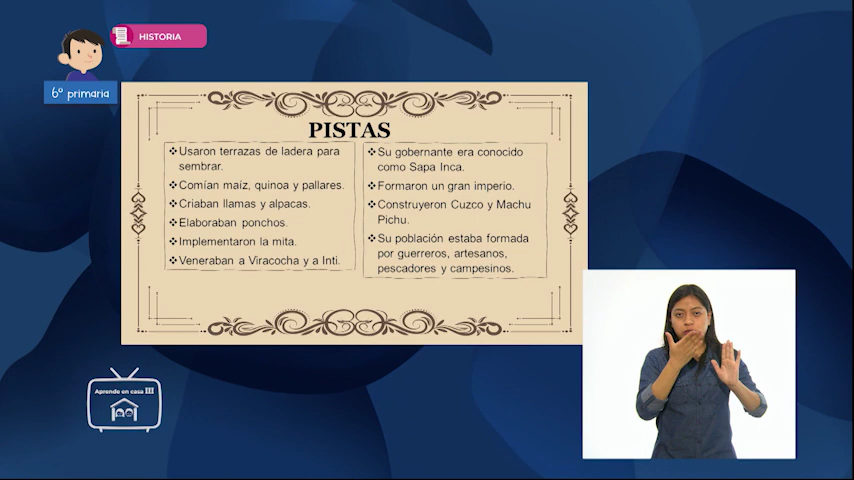 HISTORIA
6º primaria
PISTAS
❖Usaron terrazas de ladera para
sembrar.
❖Comían maíz, quinoa y pallares.
❖Criaban llamas y alpacas.
❖Elaboraban ponchos.
❖Implementaron la mita.
❖Veneraban a Viracocha y a Inti.
❖Su gobernante era conocido
como Sapa Inca.
❖Formaron un gran imperio.
❖Construyeron Cuzco y Machu
Pichu.
❖Su población estaba formada
por guerreros, artesanos,
pescadores y campesinos.
Aprende en casa III